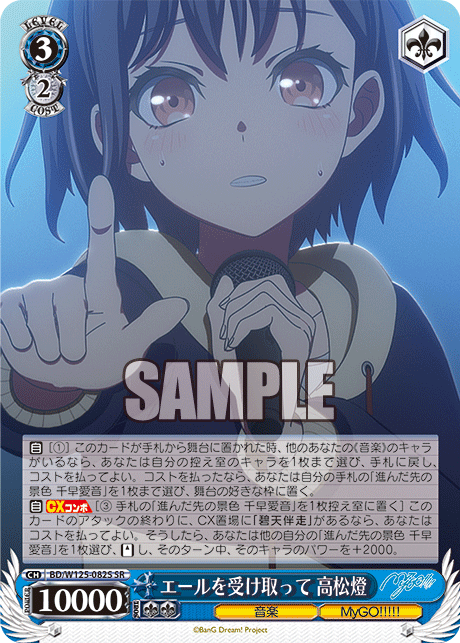 LEVEL
3
2
COST
SAMPLE
自 [①] このカードが手札から舞台に置かれた時、他のあなたの《音楽》のキャラ
がいるなら、あなたは自分の控え室のキャラを1枚まで選び、手札に戻し、
コストを払ってよい。コストを払ったなら、あなたは自分の手札の「進んだ先の
景色 千早愛音」を1枚まで選び、舞台の好きな枠に置く。
自 CXコンボ [③ 手札の「進んだ先の景色 千早愛音」を1枚控え室に置く] この
カードのアタックの終わりに、CX置場に「碧天伴走」があるなら、あなたは
コストを払ってよい。そうしたら、あなたは他の自分の「進んだ先の景色 千早愛
音」を1枚選び、し、そのターン中、そのキャラのパワーを+2000。
CH BD/W125-082S SR
POWER 10000 SOUL
エールを受け取って 高松燈
音楽 MyGO!!!!!
©BanG Dream! Project